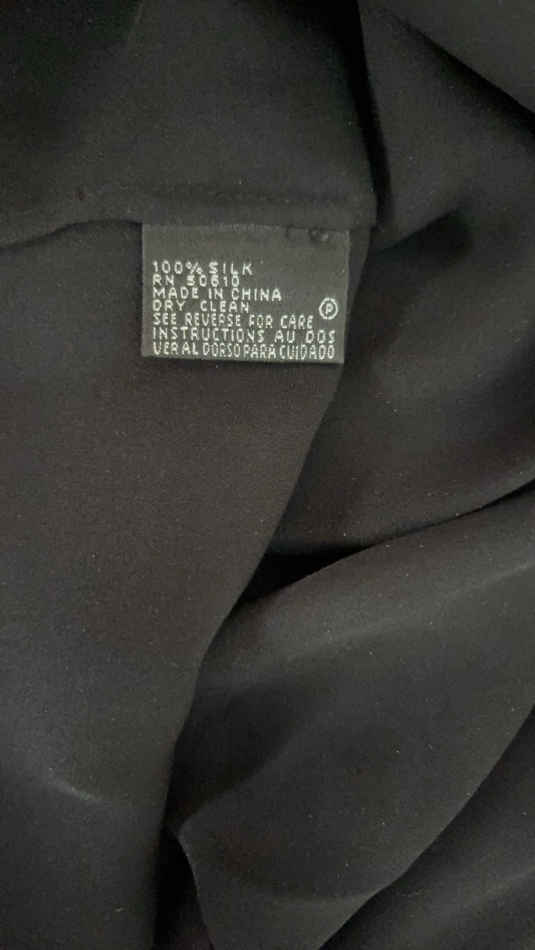 100% SILK
RN 50610
MADE IN CHINA
DRY CLEAN
P
SEE REVERSE FOR CARE
INSTRUCTIONS AU DOS
VER AL DORSO PARA CUIDADO